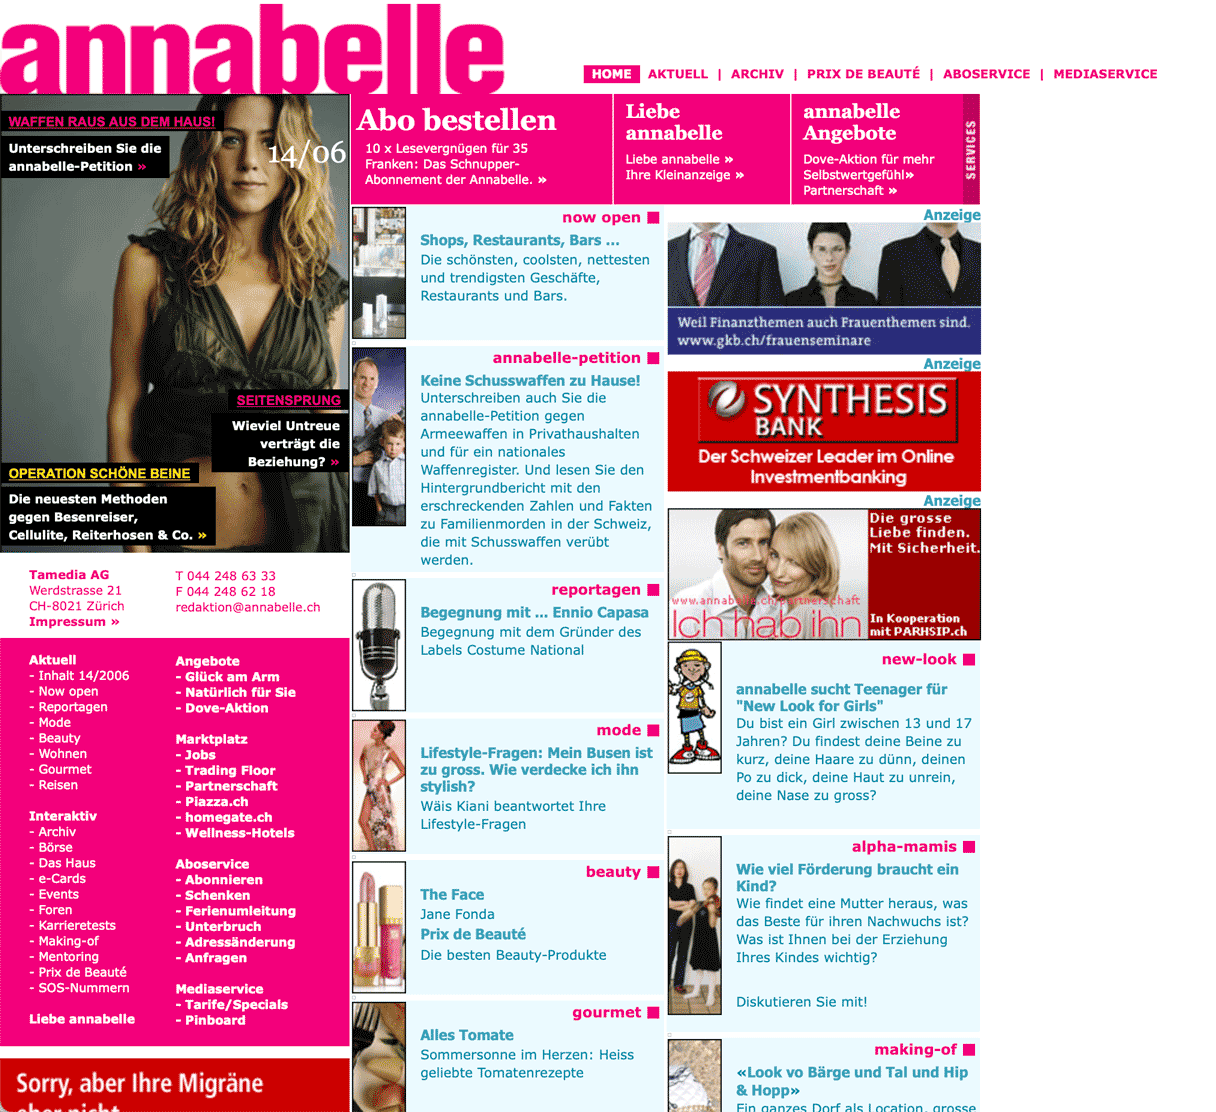 annabelle
HOME AKTUELL | ARCHIV | PRIX DE BEAUTÉ | ABOSERVICE | MEDIASERVICE
WAFFEN RAUS AUS DEM HAUS!
Unterschreiben Sie die
annabelle-Petition »
14/06
SEITENSPRUNG
Wieviel Untreue
verträgt die
Beziehung? »
OPERATION SCHÖNE BEINE
Die neuesten Methoden
gegen Besenreiser,
Cellulite, Reiterhosen & Co. »
Abo bestellen
10 x Lesevergnügen für 35
Franken: Das Schnupper-
Abonnement der Annabelle. »
Liebe
annabelle
Liebe annabelle »
Ihre Kleinanzeige »
annabelle
Angebote
Dove-Aktion für mehr
Selbstwertgefühl»
Partnerschaft »
SERVICES
Tamedia AG
Werdstrasse 21
CH-8021 Zürich
Impressum »
T 044 248 63 33
F 044 248 62 18
redaktion@annabelle.ch
Aktuell
- Inhalt 14/2006
- Now open
- Reportagen
- Mode
- Beauty
- Wohnen
- Gourmet
- Reisen
Interaktiv
- Archiv
- Börse
- Das Haus
- e-Cards
- Events
- Foren
- Karrieretests
- Making-of
- Mentoring
- Prix de Beauté
- SOS-Nummern
Liebe annabelle
Angebote
- Glück am Arm
- Natürlich für Sie
- Dove-Aktion
Marktplatz
- Jobs
- Trading Floor
- Partnerschaft
- Piazza.ch
- homegate.ch
- Wellness-Hotels
Aboservice
- Abonnieren
- Schenken
- Ferienumleitung
- Unterbruch
- Adressänderung
- Anfragen
Mediaservice
- Tarife/Specials
- Pinboard
Sorry, aber Ihre Migräne
aber nicht
now open
Shops, Restaurants, Bars ...
Die schönsten, coolsten, nettesten
und trendigsten Geschäfte,
Restaurants und Bars.
annabelle-petition
Keine Schusswaffen zu Hause!
Unterschreiben auch Sie die
annabelle-Petition gegen
Armeewaffen in Privathaushalten
und für ein nationales
Waffenregister. Und lesen Sie den
Hintergrundbericht mit den
erschreckenden Zahlen und Fakten
zu Familienmorden in der Schweiz,
die mit Schusswaffen verübt
werden.
reportagen
Begegnung mit ... Ennio Capasa
Begegnung mit dem Gründer des
Labels Costume National
mode
Lifestyle-Fragen: Mein Busen ist
zu gross. Wie verdecke ich ihn
stylish?
Wäis Kiani beantwortet Ihre
Lifestyle-Fragen
beauty
The Face
Jane Fonda
Prix de Beauté
Die besten Beauty-Produkte
gourmet
Alles Tomate
Sommersonne im Herzen: Heiss
geliebte Tomatenrezepte
Anzeige
Weil Finanzthemen auch Frauenthemen sind.
www.gkb.ch/frauenseminare
Anzeige
SYNTHESIS
BANK
Der Schweizer Leader im Online
Investmentbanking
Anzeige
Die grosse
Liebe finden.
Mit Sicherheit.
www.annabelle.ch/partnerschaft
Ich hab ihn
In Kooperation
mit PARHSIP.ch
new-look
annabelle sucht Teenager für
"New Look for Girls"
Du bist ein Girl zwischen 13 und 17
Jahren? Du findest deine Beine zu
kurz, deine Haare zu dünn, deinen
Po zu dick, deine Haut zu unrein,
deine Nase zu gross?
alpha-mamis
Wie viel Förderung braucht ein
Kind?
Wie findet eine Mutter heraus, was
das Beste für ihren Nachwuchs ist?
Was ist Ihnen bei der Erziehung
Ihres Kindes wichtig?
Diskutieren Sie mit!
making-of
«Look vo Bärge und Tal und Hip
& Hopp»
Ein ganzes Dorf als Location, grosse